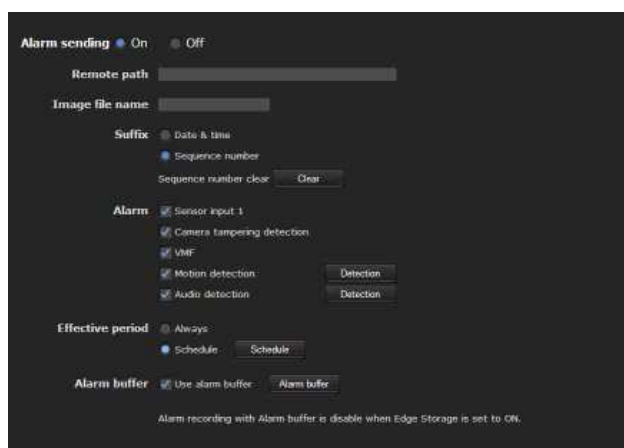 Alarm sending On Off
Remote path
Image file name
Suffix Date & time
Sequence number
Sequence number clear Clear
Alarm Sensor input 1
Camera tampering detection
VMF
Motion detection Detection
Audio detection Detection
Effective period Always
Schedule Schedule
Alarm buffer Use alarm buffer Alarm buffer
Alarm recording with Alarm buffer is disable when Edge Storage is set to ON.